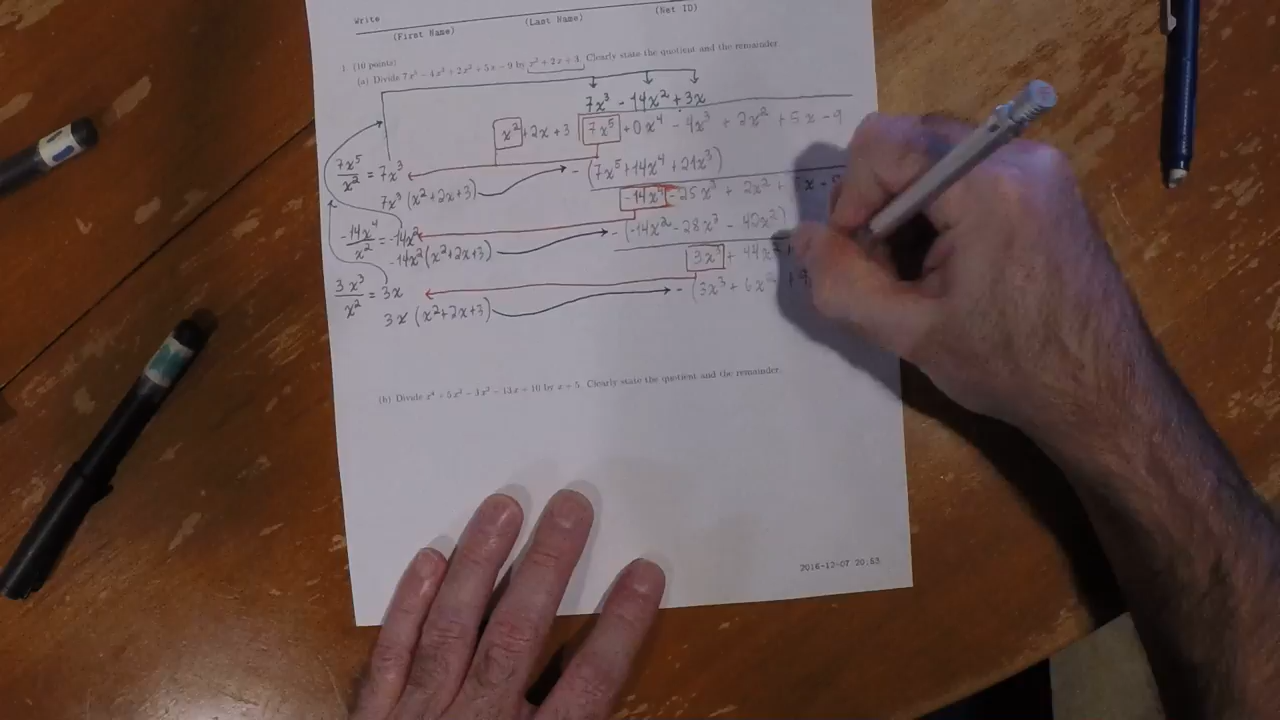 Write
(First Name) (Last Name) (Net ID)
1 (10 points)
(a) Divide 7x⁵ − 4x³ + 2x² + 5x − 9 by x² + 2x + 3. Clearly state the quotient and the remainder.
7x³ - 14x² + 3x
x² + 2x + 3 7x⁵ + 0x⁴ - 4x³ + 2x² + 5x - 9
7x⁵/x² = 7x³
- (7x⁵ + 14x⁴ + 21x³)
7x³ (x² + 2x + 3)
-14x⁴ - 25x³ + 2x² + x -
-14x⁴/x² = -14x²
- (-14x² - 28x³ - 42x²)
-14x² (x² + 2x + 3)
3x³ + 44x²
3x³/x² = 3x
- (3x³ + 6x² + 9
3x (x² + 2x + 3)
(b) Divide x⁴ + 5x³ − 3x² − 13x + 10 by x + 5. Clearly state the quotient and the remainder.
2016-12-07 20:53